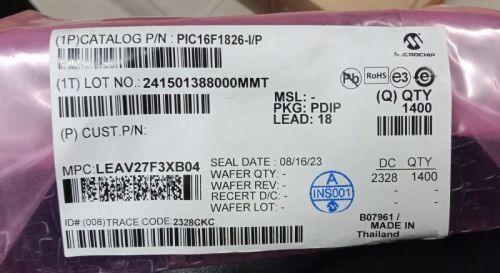 (1P)CATALOG P/N : PIC16F1826-I/P
MICROCHIP
(1T) LOT NO.:241501388000MMT
Pb
RoHS
e3
e
MSL: -
PKG: PDIP
LEAD: 18
(Q) QTY
1400
(P) CUST.P/N:
MPC:LEAV27F3XB04
SEAL DATE : 08/16/23
WAFER QTY: -
WAFER REV: -
RECERT D/C: -
WAFER LOT: -
A
INS001
DC QTY
2328 1400
ID#: (008)TRACE CODE:2328CKC
B07961 /
MADE IN
Thailand